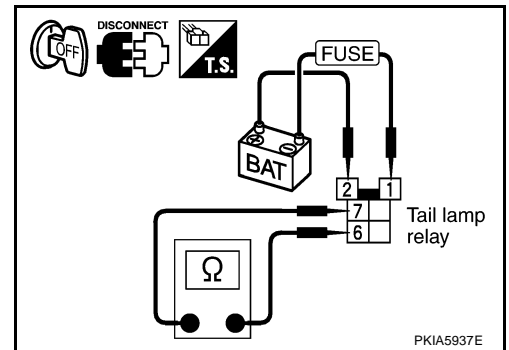 OFF
DISCONNECT
T.S.
FUSE
BAT
2 1
7
6
Tail lamp
relay
Ω
PKIA5937E